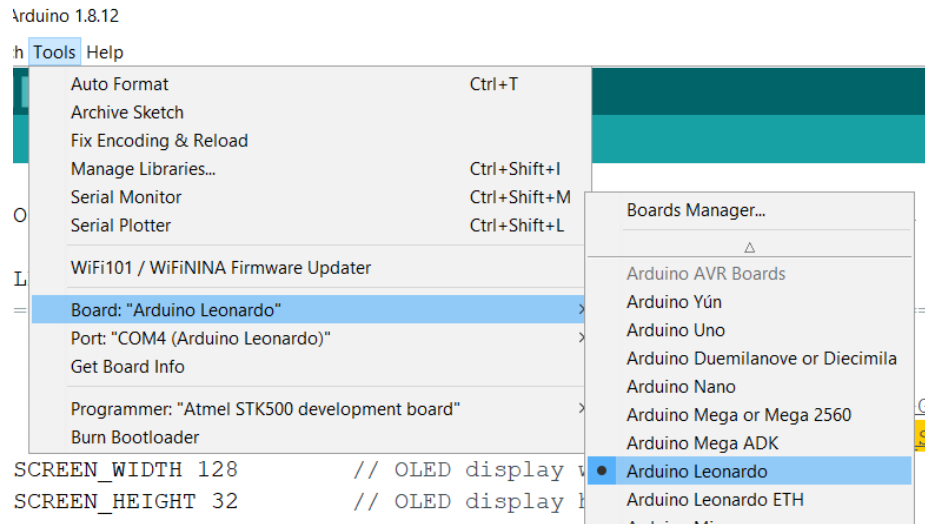 Arduino 1.8.12
Tools Help
Auto Format Ctrl+T
Archive Sketch
Fix Encoding & Reload
Manage Libraries... Ctrl+Shift+I
Serial Monitor Ctrl+Shift+M
Serial Plotter Ctrl+Shift+L
WiFi101 / WiFiNINA Firmware Updater
Board: "Arduino Leonardo"
Port: "COM4 (Arduino Leonardo)"
Get Board Info
Programmer: "Atmel STK500 development board"
Burn Bootloader
Boards Manager...
Arduino AVR Boards
Arduino Yún
Arduino Uno
Arduino Duemilanove or Diecimila
Arduino Nano
Arduino Mega or Mega 2560
Arduino Mega ADK
Arduino Leonardo
Arduino Leonardo ETH
SCREEN_WIDTH 128 // OLED display
SCREEN_HEIGHT 32 // OLED display